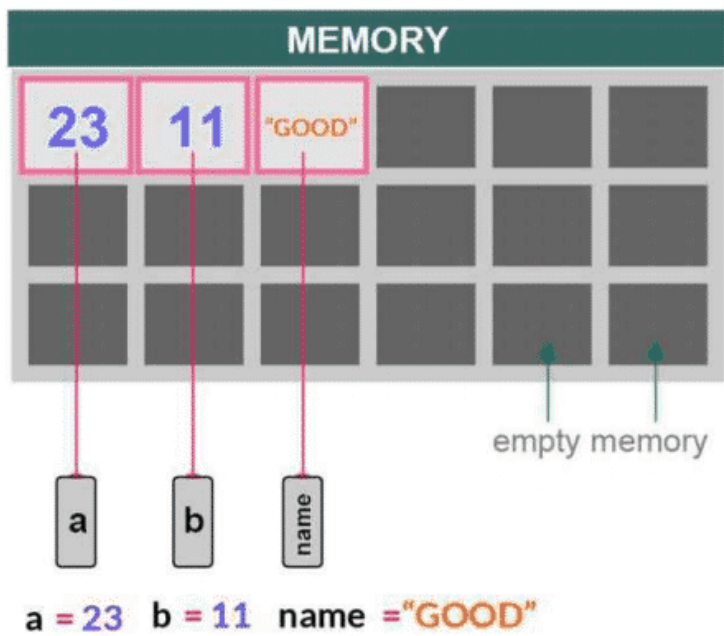 MEMORY
23 11 "GOOD"
empty memory
a b name
a = 23 b = 11 name ="GOOD"